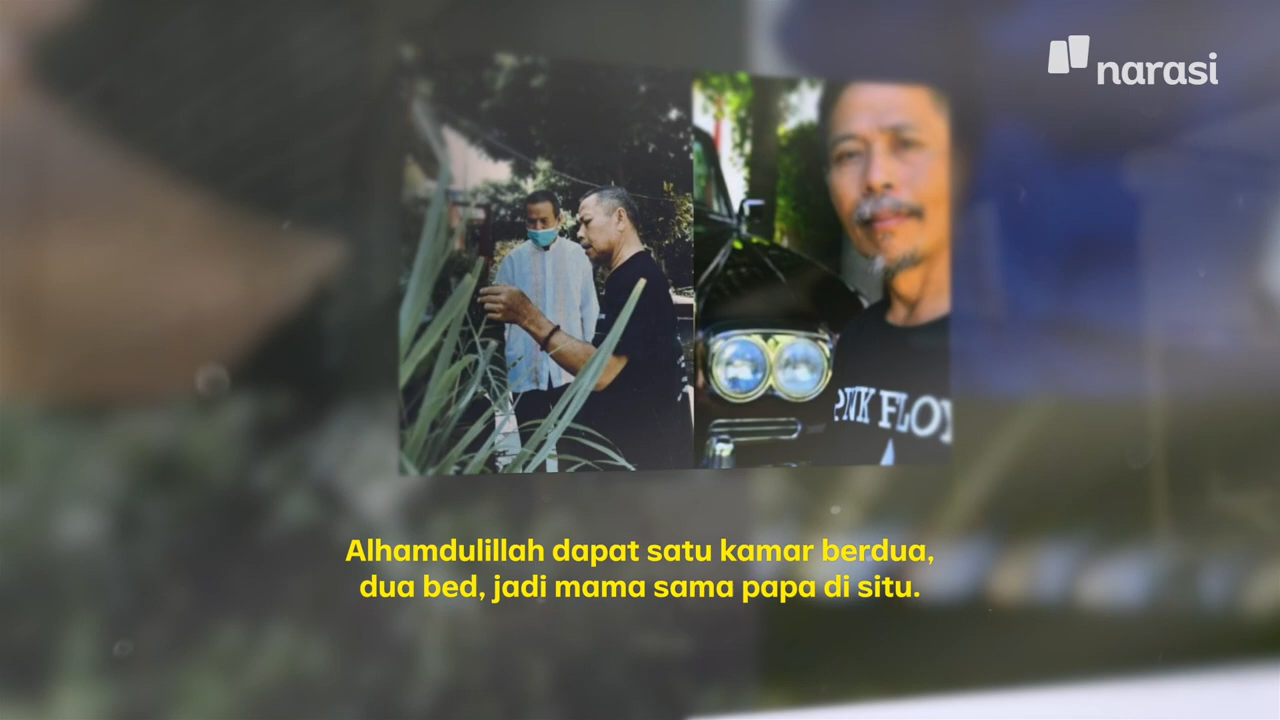 narasi
PINK FLOY
Alhamdulillah dapat satu kamar berdua,
dua bed, jadi mama sama papa di situ.